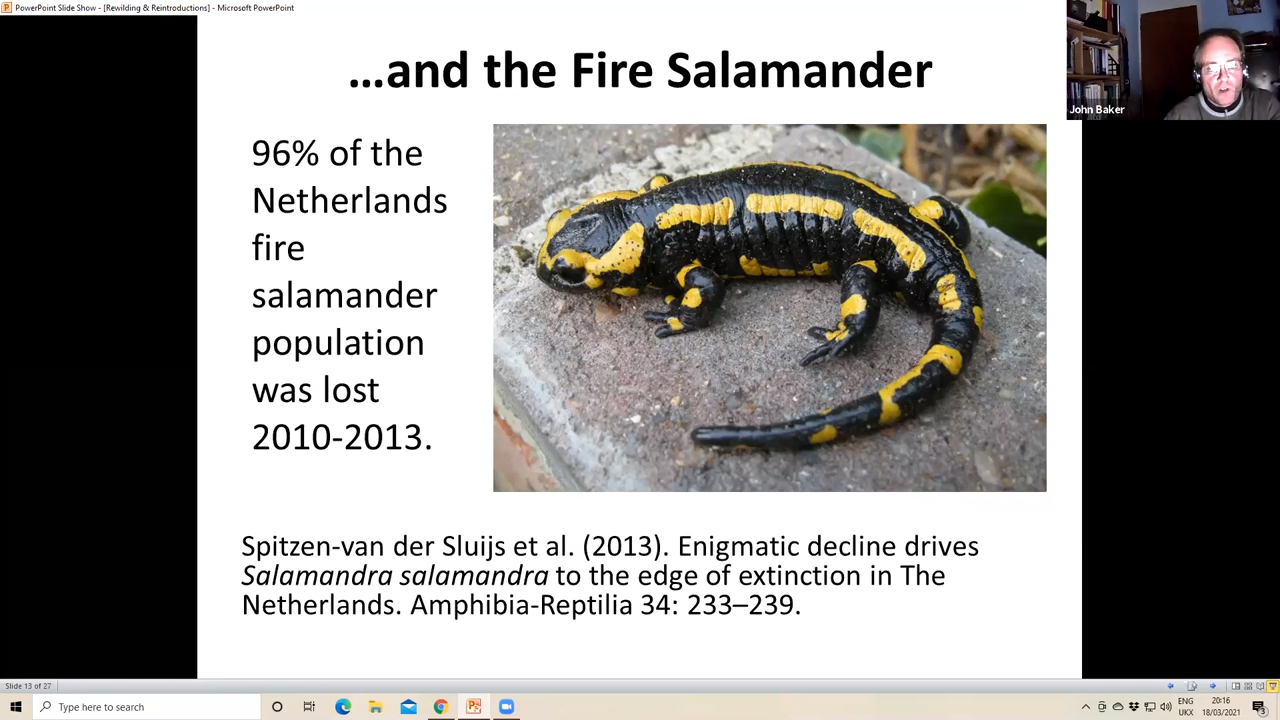 PowerPoint Slide Show - [Rewilding & Reintroductions] - Microsoft PowerPoint
...and the Fire Salamander
John Baker
96% of the
Netherlands
fire
salamander
population
was lost
2010-2013.
Spitzen-van der Sluijs et al. (2013). Enigmatic decline drives
Salamandra salamandra to the edge of extinction in The
Netherlands. Amphibia-Reptilia 34: 233–239.
Slide 13 of 27
Type here to search
ENG
UKX
20:16
18/03/2021
3